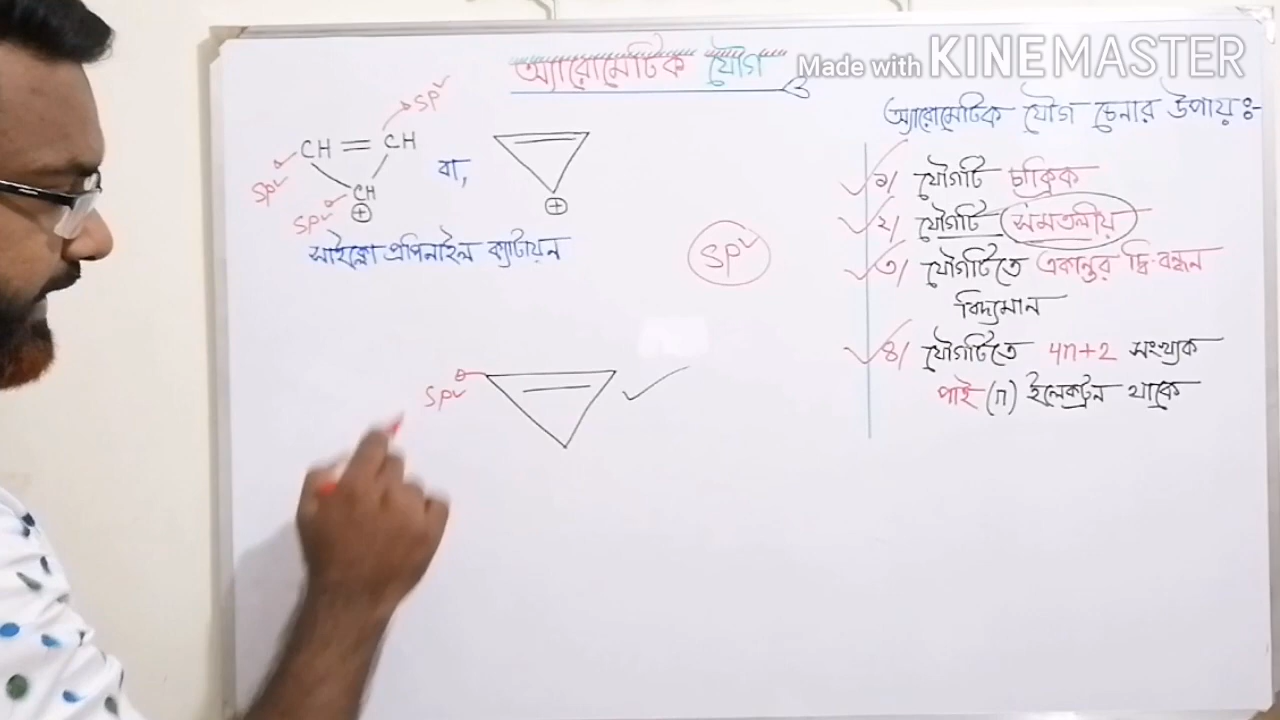 অ্যারোমেটিক যৌগ
Made with KINEMASTER
CH = CH
CH
⊕
sp²
sp²
sp²
বা,
⊕
সাইক্লো প্রপিনাইল ক্যাটায়ন
sp²
sp²
অ্যারোমেটিক যৌগ চেনার উপায়ঃ-
১/ যৌগটি চাক্রিক
২/ যৌগটি সমতলীয়
৩/ যৌগটিতে একান্তর দ্বি-বন্ধন
বিদ্যমান
৪/ যৌগটিতে 4n+2 সংখ্যক
পাই (π) ইলেকট্রন থাকে